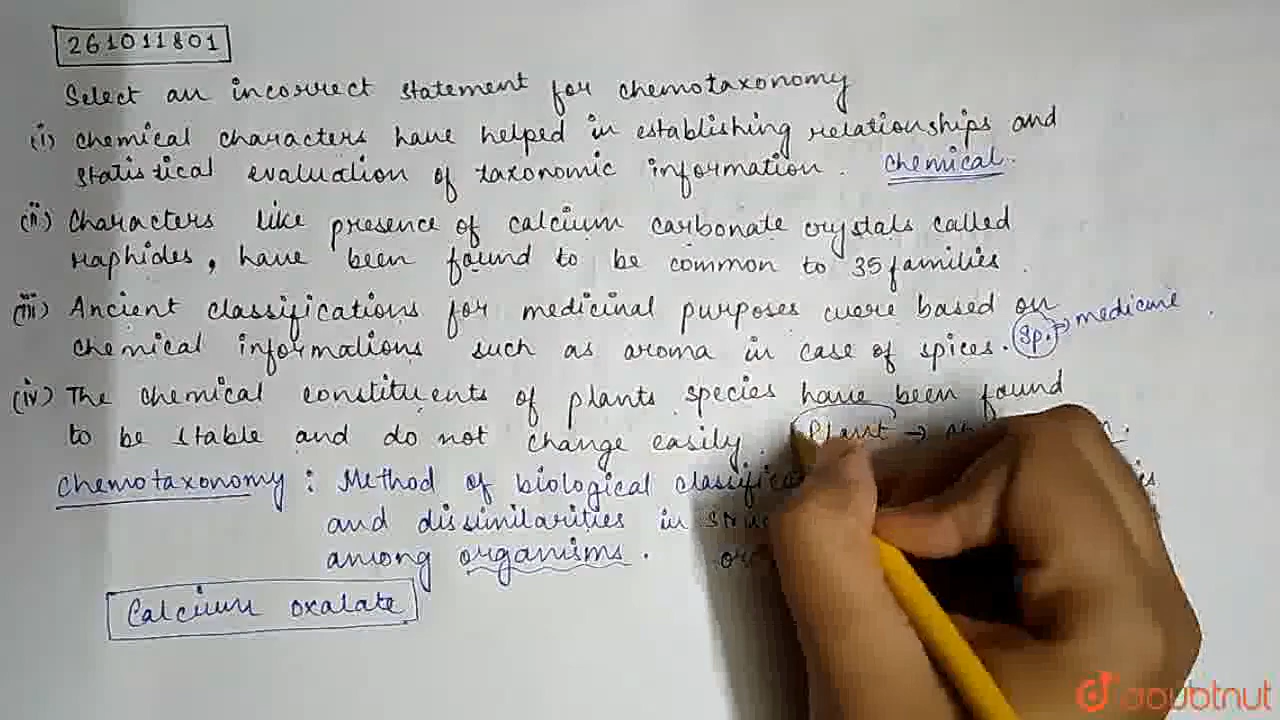 261011801
Select an incorrect statement for chemotaxonomy
(i) chemical characters have helped in establishing relationships and
statistical evaluation of taxonomic information. chemical.
(ii) Characters like presence of calcium carbonate crystals called
raphides, have been found to be common to 35 families.
(iii) Ancient classifications for medicinal purposes were based on
chemical informations such as aroma in case of spices. Sp. → medicine
(iv) The chemical constituents of plants species have been found
to be stable and do not change easily. Plant →
Chemotaxonomy: Method of biological
and dissimilarities in
among organisms.
Calcium oxalate
doubtnut